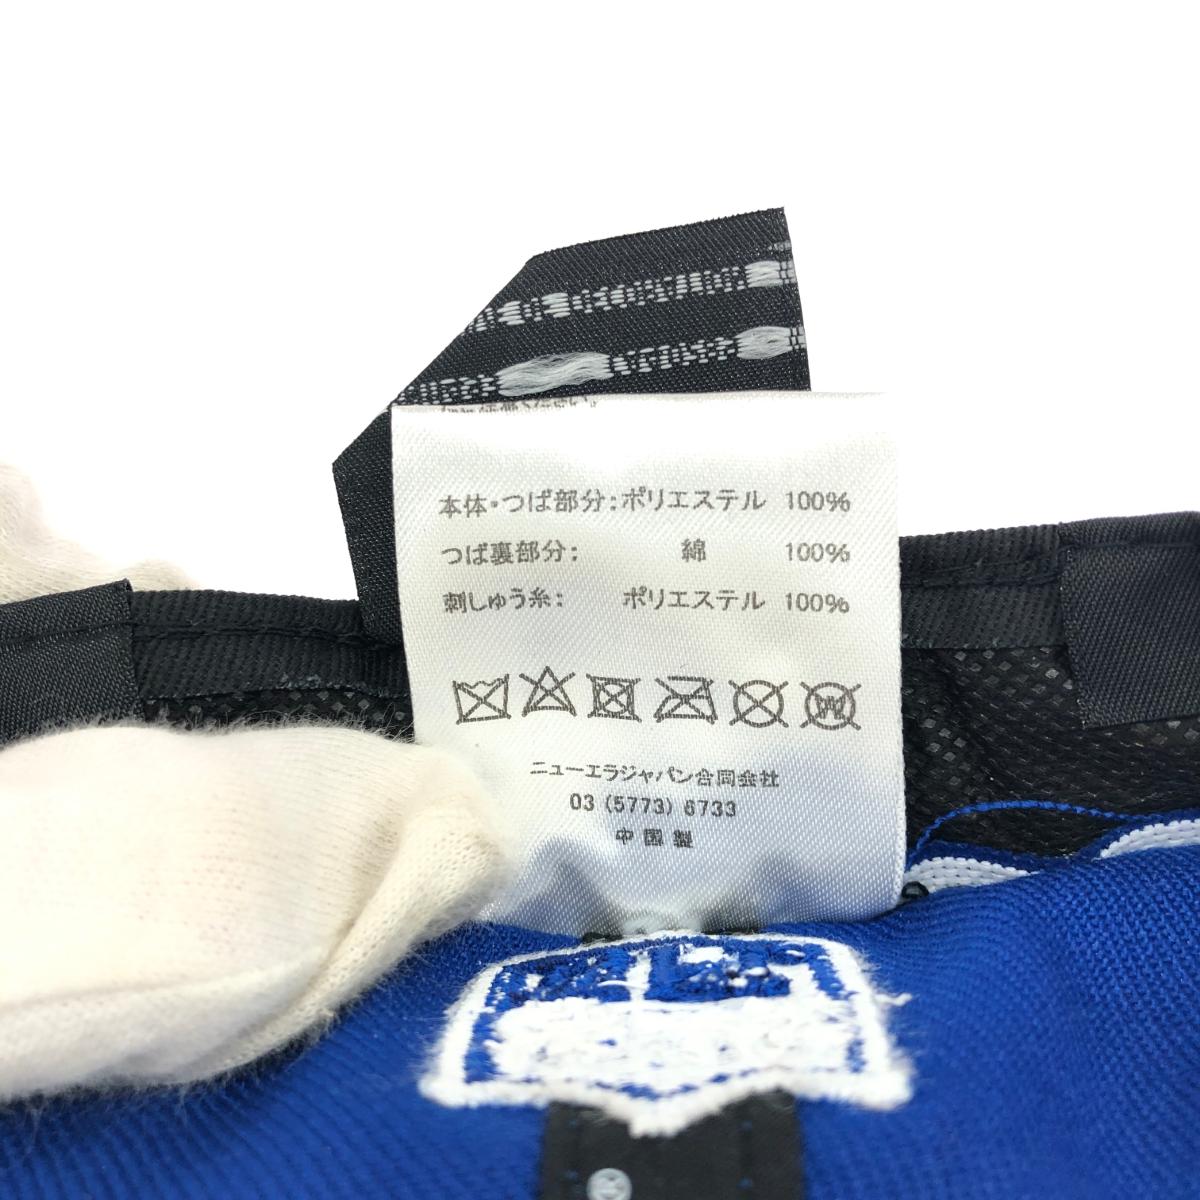 本体・つば部分:ポリエステル 100%
つば裏部分: 綿 100%
刺しゅう糸: ポリエステル 100%
W
ニューエラジャパン合同会社
03 (5773) 6733
中国製
®